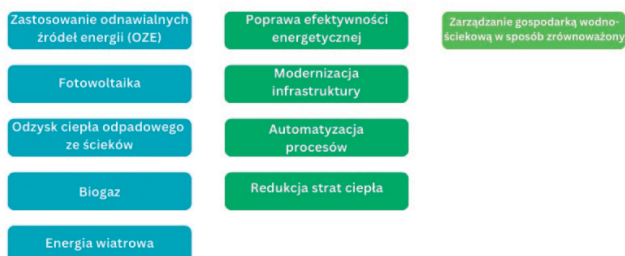 Zastosowanie odnawialnych
źródeł energii (OZE)
Fotowoltaika
Odzysk ciepła odpadowego
ze ścieków
Biogaz
Energia wiatrowa
Poprawa efektywności
energetycznej
Modernizacja
infrastruktury
Automatyzacja
procesów
Redukcja strat ciepła
Zarządzanie gospodarką wodno-
ściekową w sposób zrównoważony